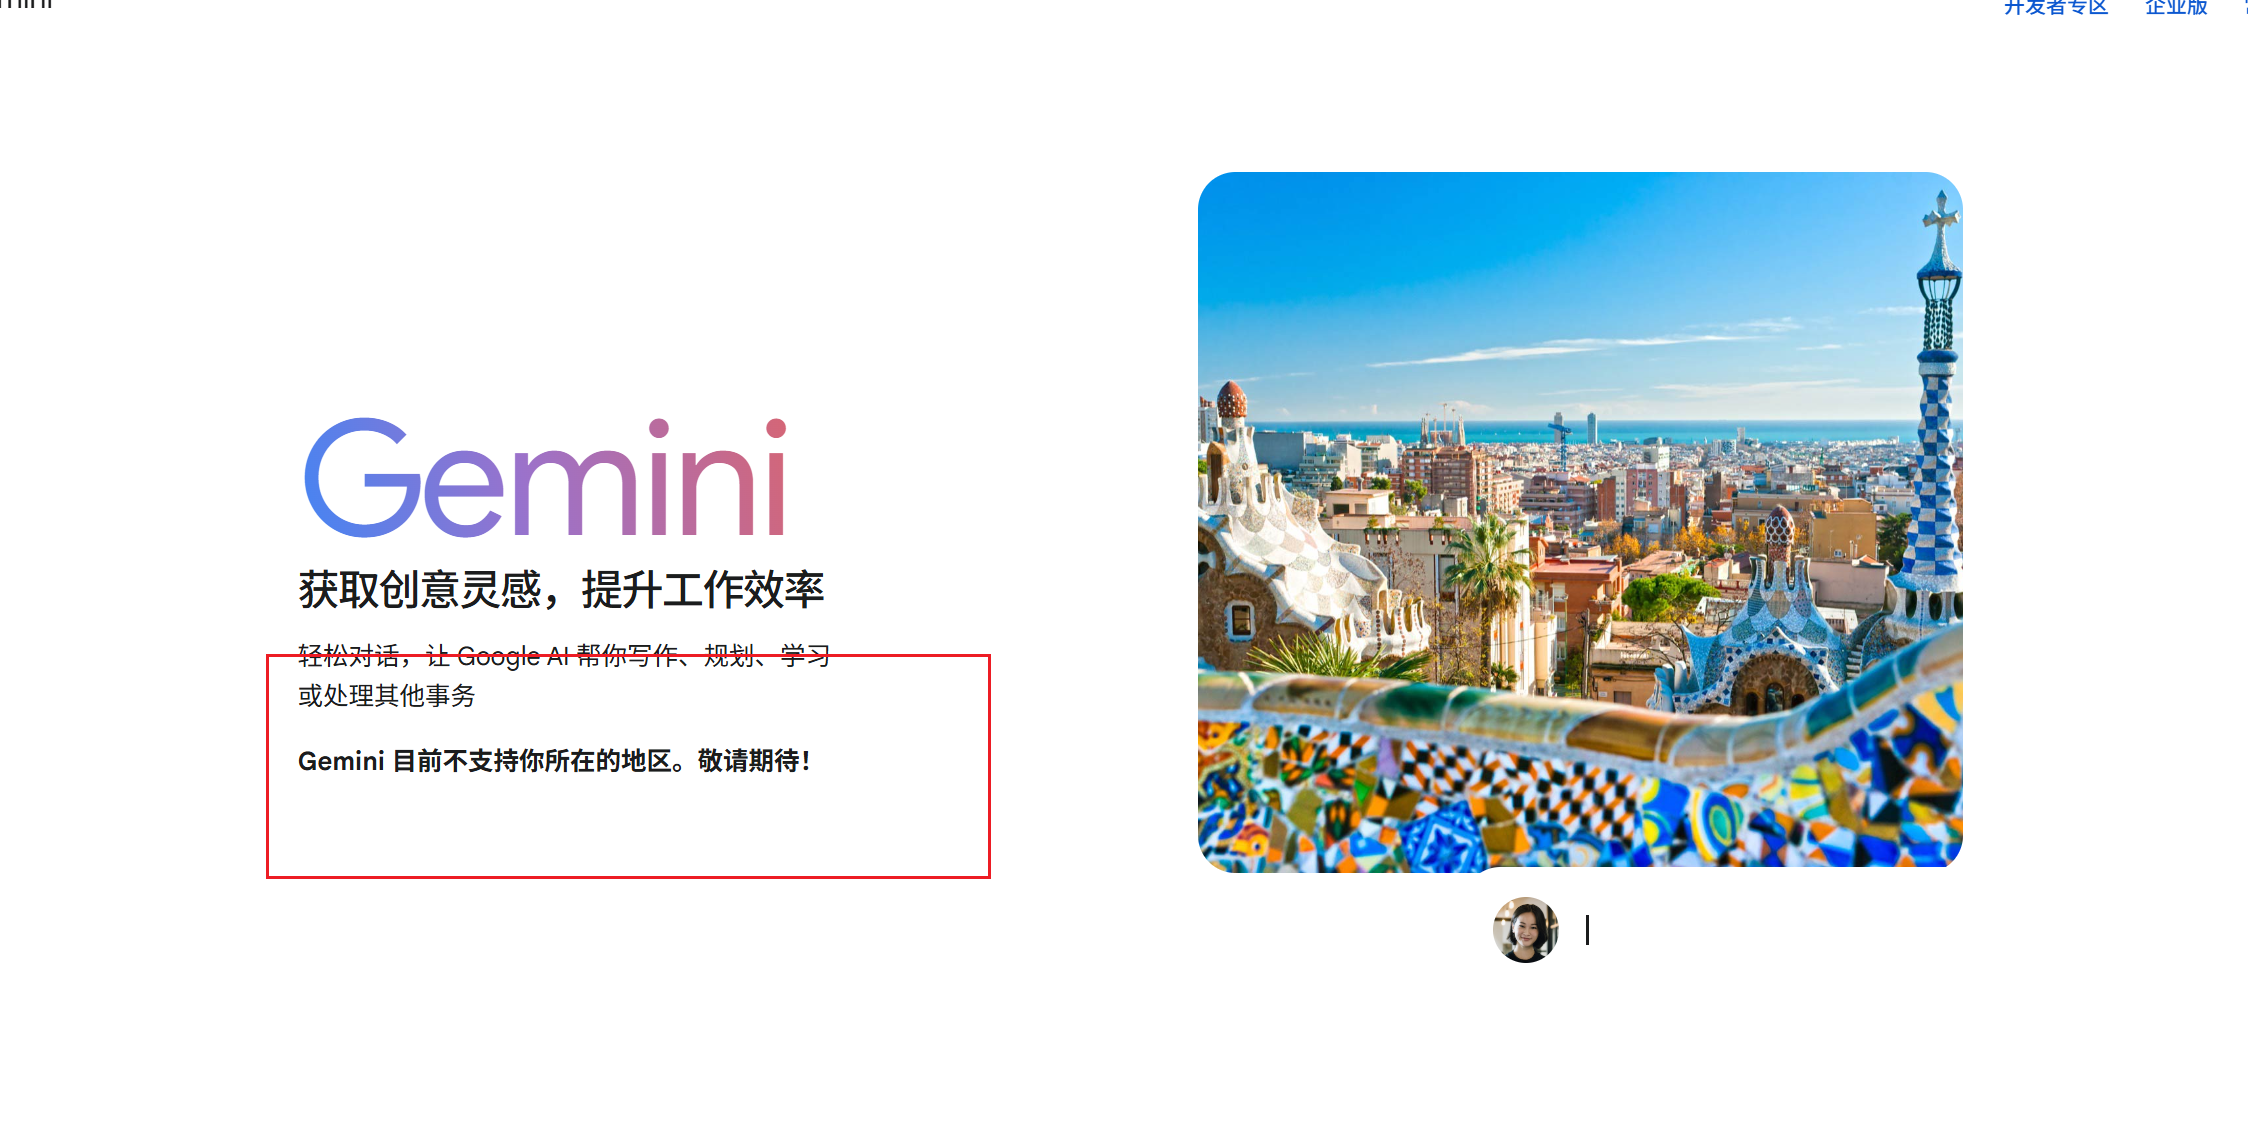 开发者专区 企业版
Gemini
获取创意灵感，提升工作效率
轻松对话，让 Google AI 帮你写作、规划、学习
或处理其他事务
Gemini 目前不支持你所在的地区。敬请期待！